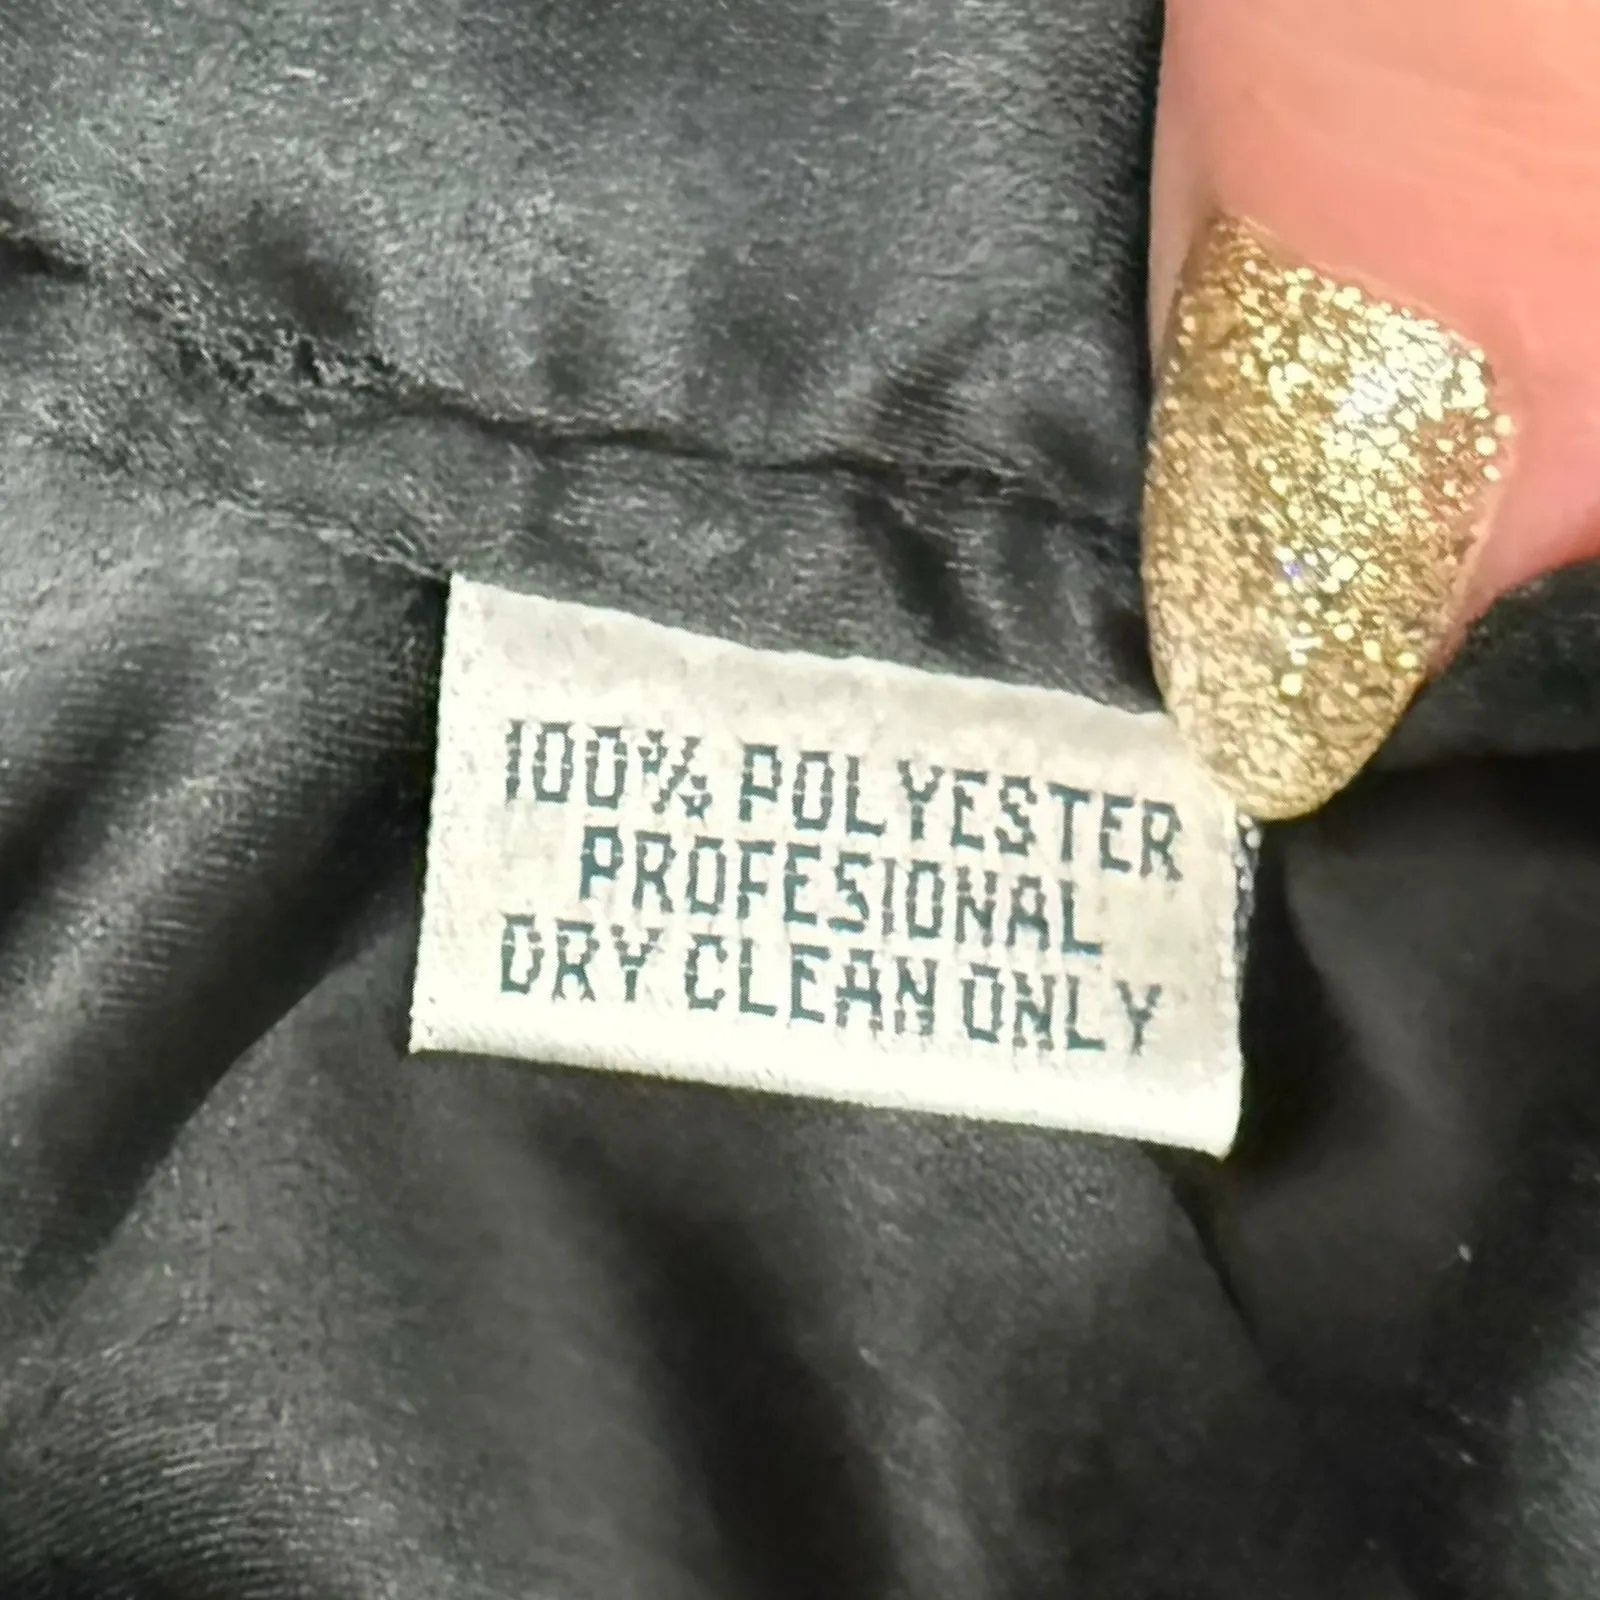 100% POLYESTER
PROFESIONAL
DRY CLEAN ONLY